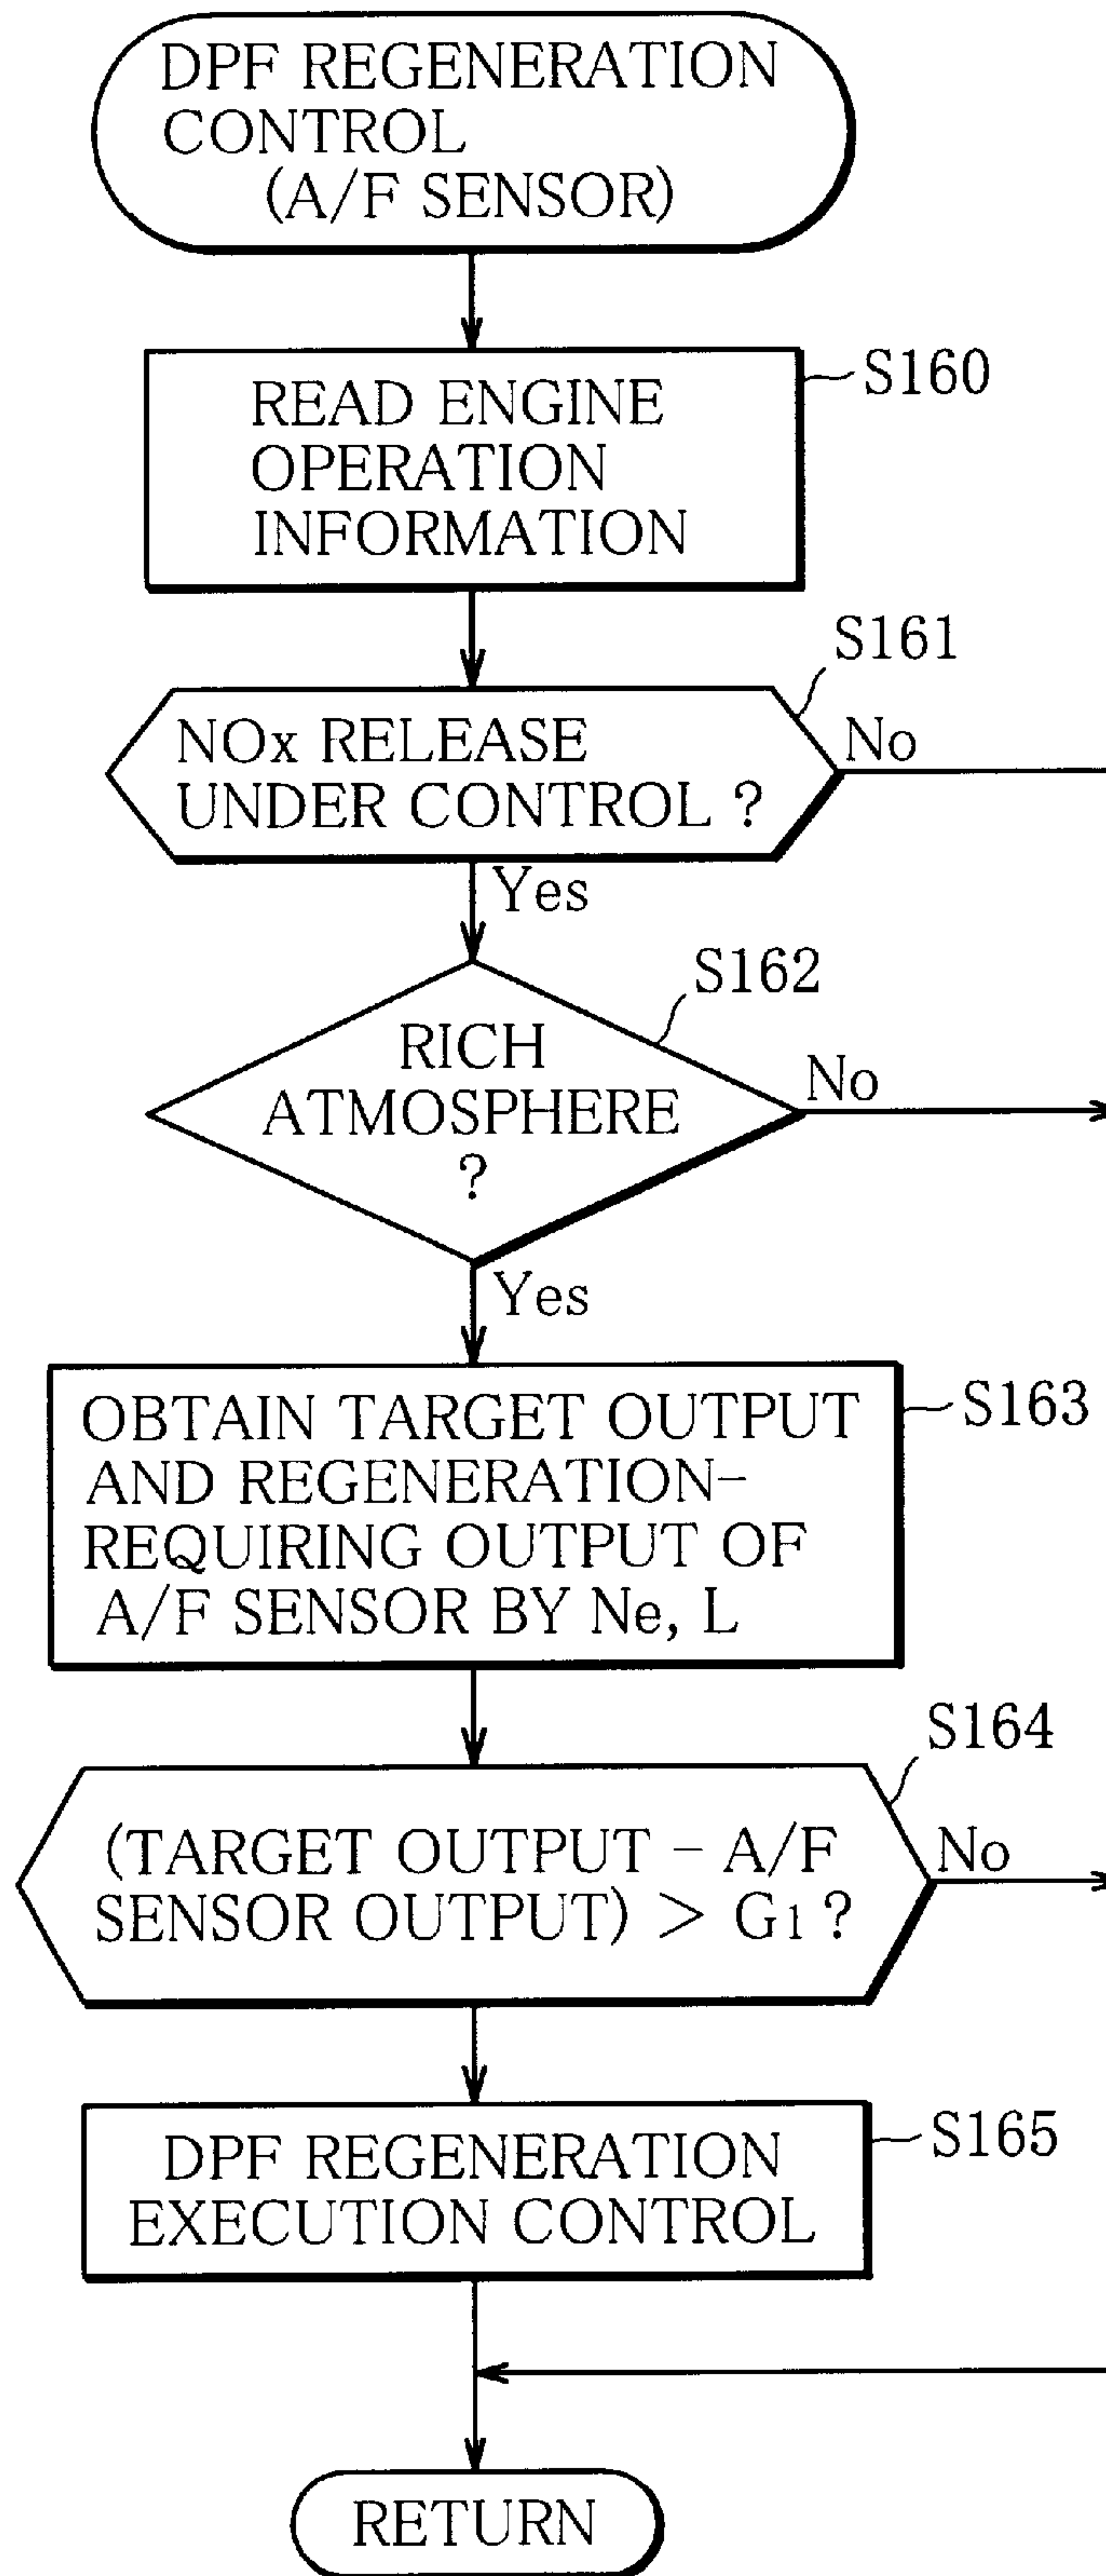 DPF REGENERATION
CONTROL
(A/F SENSOR)
READ ENGINE
OPERATION
INFORMATION
S160
NOx RELEASE
UNDER CONTROL ?
S161
No
Yes
RICH
ATMOSPHERE
?
S162
No
Yes
OBTAIN TARGET OUTPUT
AND REGENERATION-
REQUIRING OUTPUT OF
A/F SENSOR BY Ne, L
S163
(TARGET OUTPUT – A/F
SENSOR OUTPUT) > G1 ?
S164
No
DPF REGENERATION
EXECUTION CONTROL
S165
RETURN